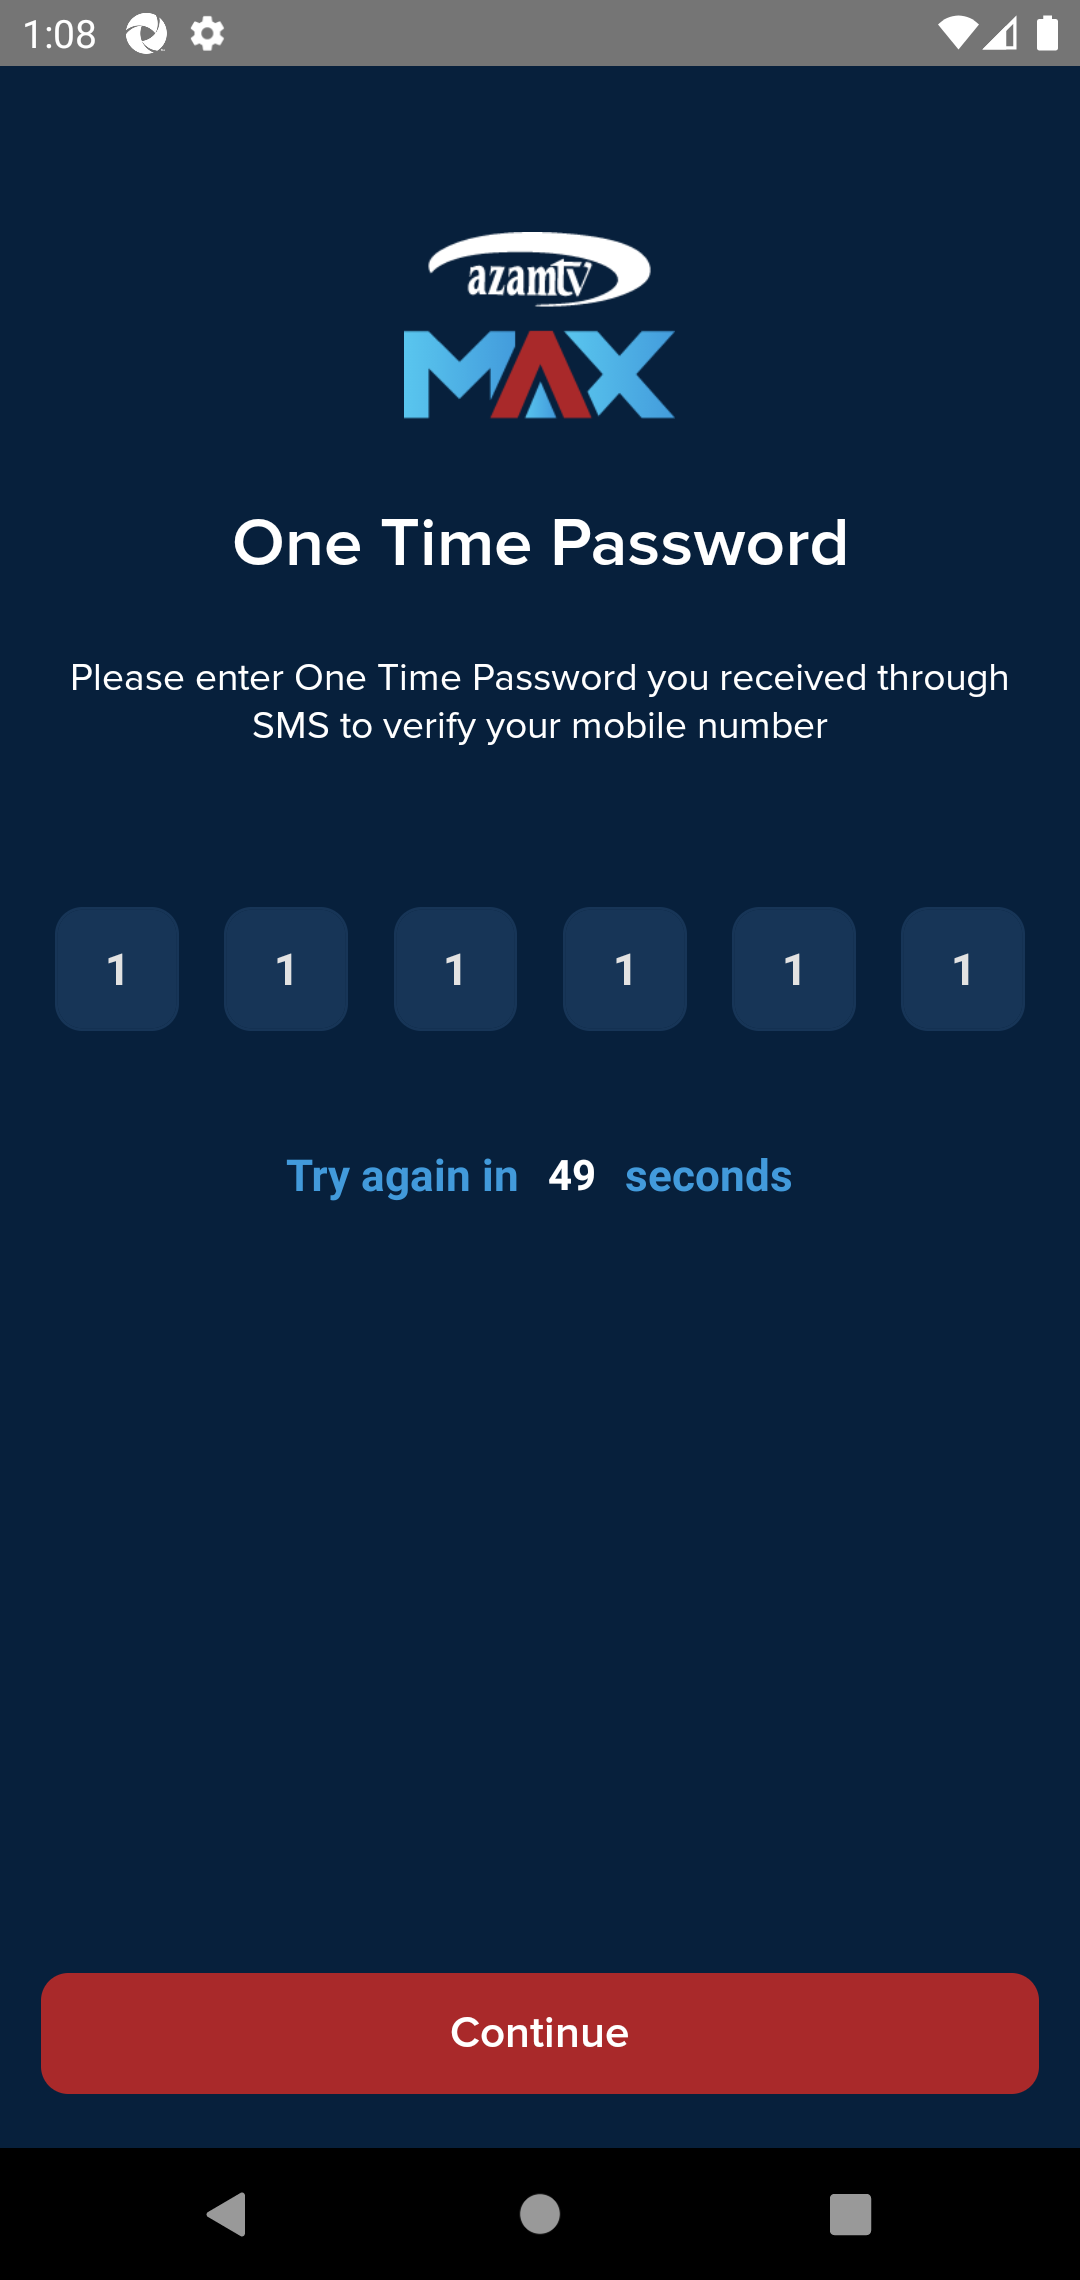 1:08
azamtv
MAX
One Time Password
Please enter One Time Password you received through
SMS to verify your mobile number
1 1 1 1 1 1
Try again in 49 seconds
Continue